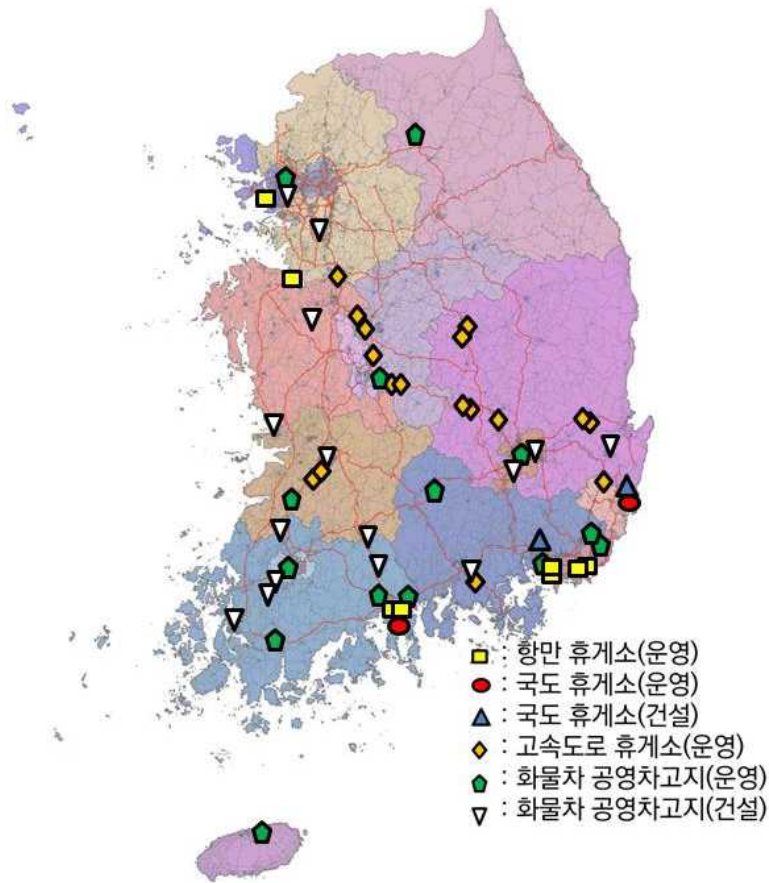 : 항만 휴게소(운영)
: 국도 휴게소(운영)
: 국도 휴게소(건설)
: 고속도로 휴게소(운영)
: 화물차 공영차고지(운영)
: 화물차 공영차고지(건설)